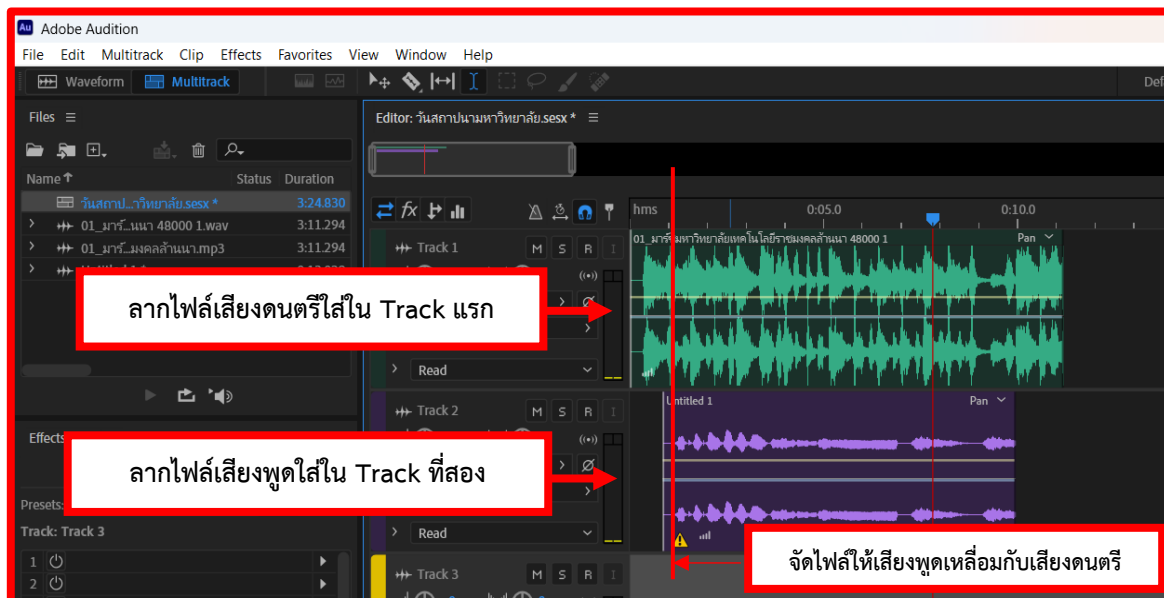 Au Adobe Audition
File Edit Multitrack Clip Effects Favorites View Window Help
Waveform Multitrack
Files
Editor: วันสถาปนามหาวิทยาลัย.sesx *
Name Status Duration
วันสถาป...าวิทยาลัย.sesx * 3:24.830
01_มาร์...นนา 48000 1.wav 3:11.294
01_มาร์...มงคลล้านนา.mp3 3:11.294
hms 0:05.0 0:10.0
Track 1 M S R I
01_มาร์ชมหาวิทยาลัยเทคโนโลยีราชมงคลล้านนา 48000 1 Pan
ลากไฟล์เสียงดนตรีใส่ใน Track แรก
Read
Track 2 M S R I
Untitled 1 Pan
Effects
ลากไฟล์เสียงพูดใส่ใน Track ที่สอง
Presets:
Track: Track 3
Read
จัดไฟล์ให้เสียงพูดเหลื่อมกับเสียงดนตรี
1
2
Track 3 M S R I